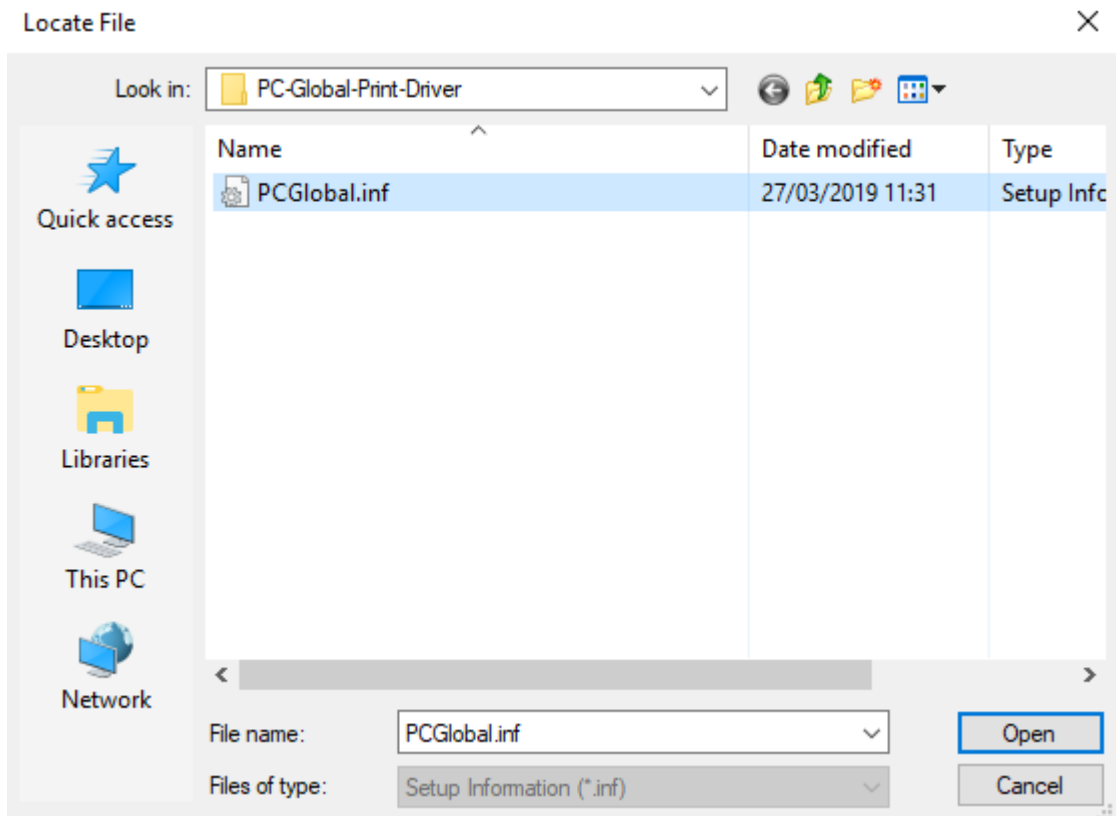 Locate File
Look in: PC-Global-Print-Driver
Name Date modified Type
PCGlobal.inf 27/03/2019 11:31 Setup Info
Quick access
Desktop
Libraries
This PC
Network
File name: PCGlobal.inf Open
Files of type: Setup Information (*.inf) Cancel